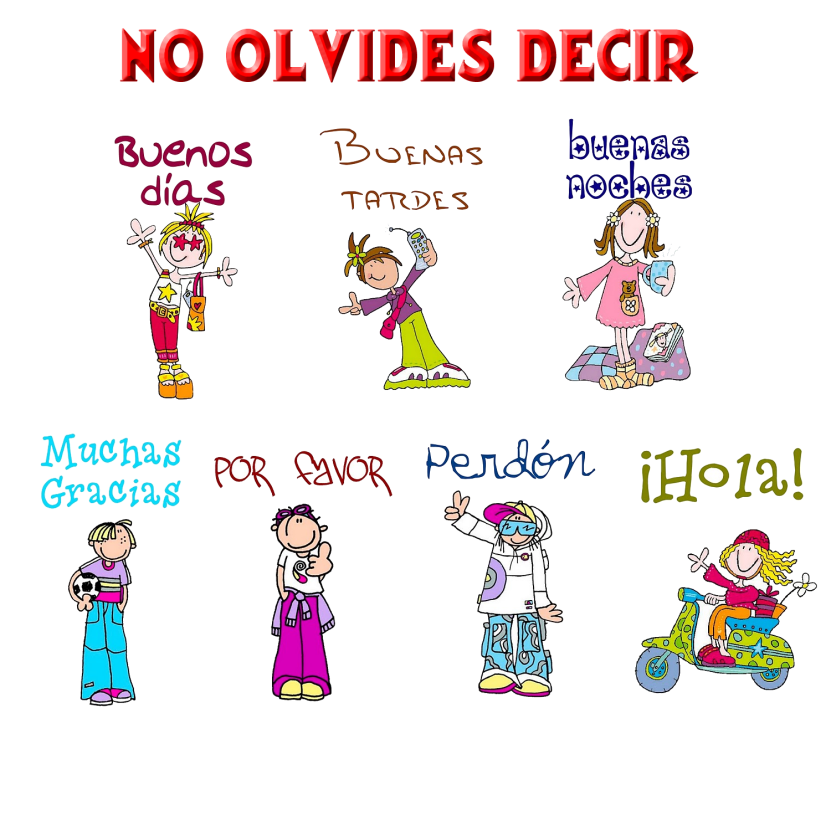 NO OLVIDES DECIR
Buenos
días
Buenas
tardes
buenas
noches
Muchas
Gracias
POR FAVOR
Perdón
¡Hola!